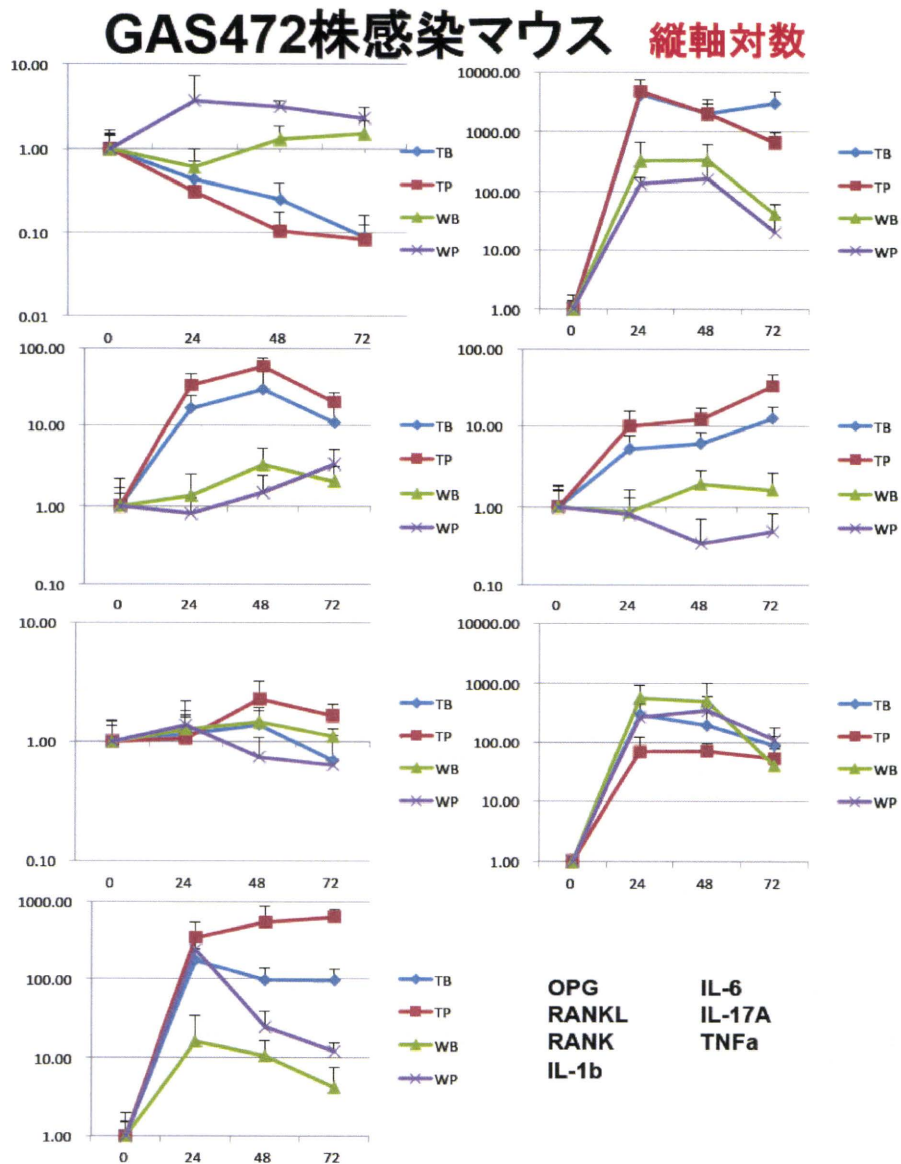 GAS472株感染マウス 縦軸対数
10.00
1.00
0.10
0.01
0 24 48 72
TB
TP
WB
WP
10000.00
1000.00
100.00
10.00
1.00
0 24 48 72
TB
TP
WB
WP
100.00
10.00
1.00
0.10
0 24 48 72
TB
TP
WB
WP
100.00
10.00
1.00
0.10
0 24 48 72
TB
TP
WB
WP
10.00
1.00
0.10
0 24 48 72
TB
TP
WB
WP
10000.00
1000.00
100.00
10.00
1.00
0 24 48 72
TB
TP
WB
WP
1000.00
100.00
10.00
1.00
0 24 48 72
TB
TP
WB
WP
OPG IL-6
RANKL IL-17A
RANK TNFa
IL-1b